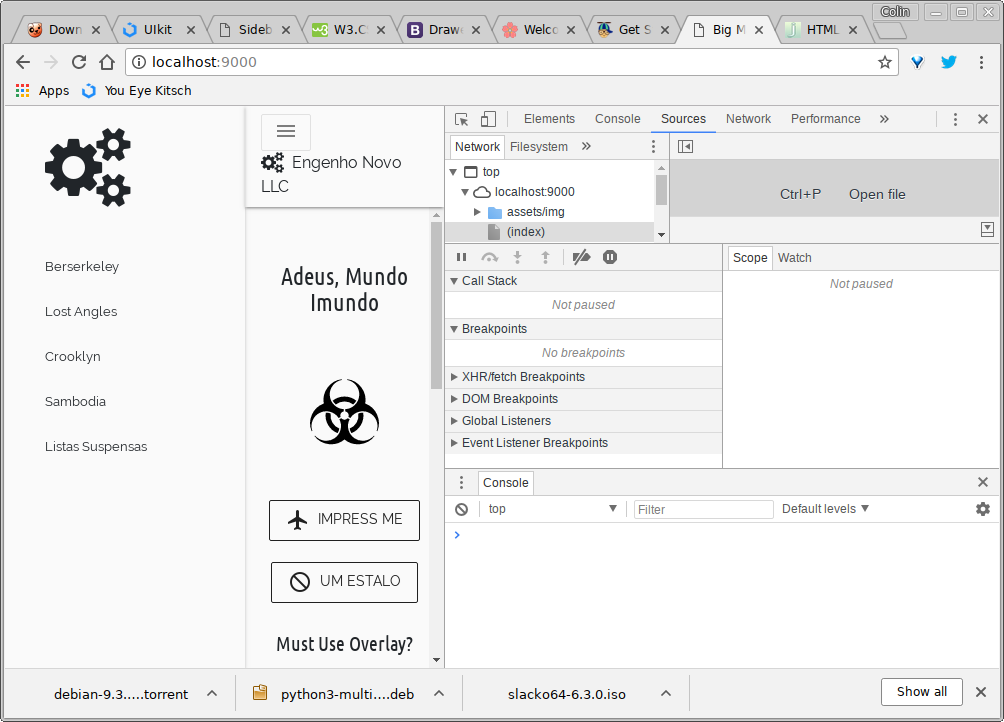 Colin
Down
UIkit
Sideb
W3.C
Draw
Welco
Get S
Big M
HTML
localhost:9000
Apps
You Eye Kitsch
Engenho Novo
LLC
Berserkeley
Lost Angles
Crooklyn
Sambodia
Listas Suspensas
Adeus, Mundo
Imundo
IMPRESS ME
UM ESTALO
Must Use Overlay?
Elements Console Sources Network Performance »
Network Filesystem »
top
localhost:9000
assets/img
(index)
Ctrl+P Open file
Call Stack
Not paused
Breakpoints
No breakpoints
XHR/fetch Breakpoints
DOM Breakpoints
Global Listeners
Event Listener Breakpoints
Scope Watch
Not paused
Console
top Filter Default levels
debian-9.3.....torrent
python3-multi....deb
slacko64-6.3.0.iso
Show all